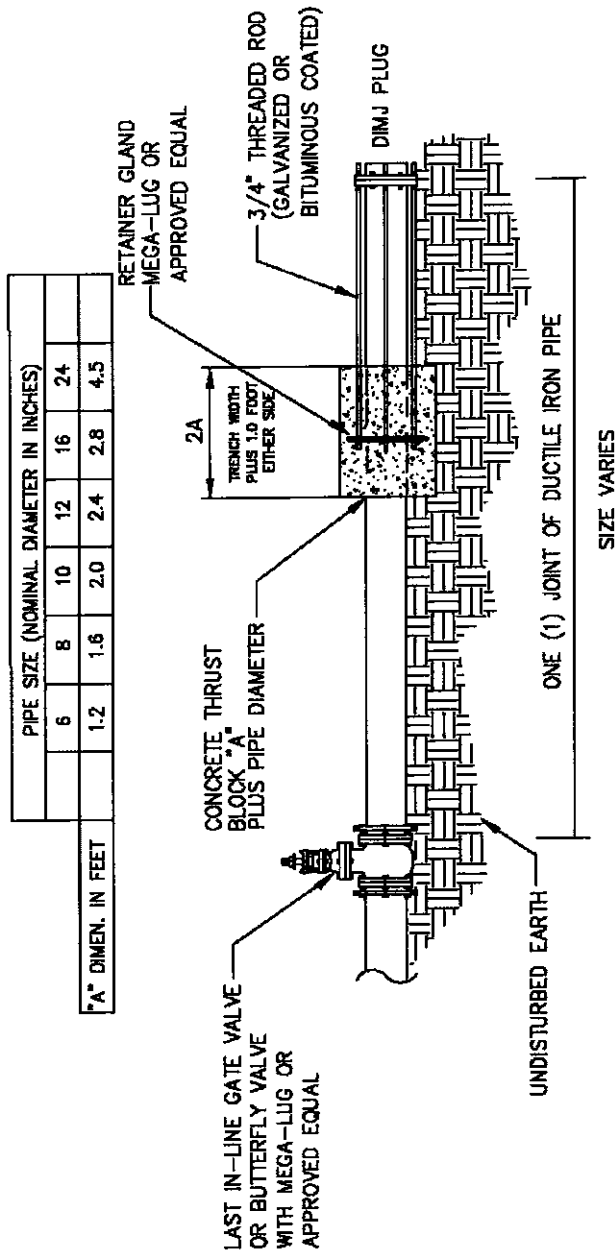 PIPE SIZE (NOMINAL DIAMETER IN INCHES)
6 8 10 12 16 24
"A" DIMEN. IN FEET 1.2 1.6 2.0 2.4 2.8 4.5
RETAINER GLAND
MEGA-LUG OR
APPROVED EQUAL
3/4" THREADED ROD
(GALVANIZED OR
BITUMINOUS COATED)
DIMJ PLUG
2A
TRENCH WIDTH
PLUS 1.0 FOOT
EITHER SIDE
CONCRETE THRUST
BLOCK "A"
PLUS PIPE DIAMETER
LAST IN-LINE GATE VALVE
OR BUTTERFLY VALVE
WITH MEGA-LUG OR
APPROVED EQUAL
UNDISTURBED EARTH
ONE (1) JOINT OF DUCTILE IRON PIPE
SIZE VARIES